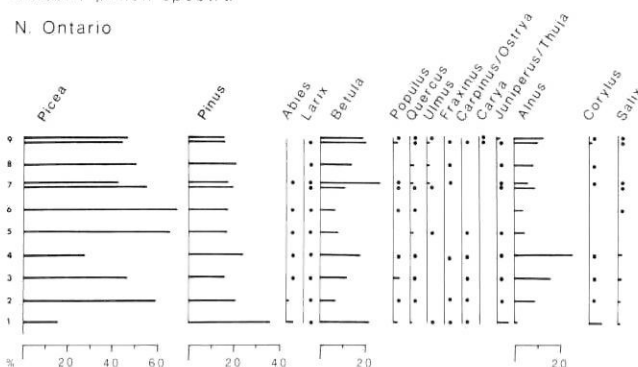 N. Ontario
Picea
Pinus
Abies
Larix
Betula
Populus
Quercus
Ulmus
Fraxinus
Carpinus/Ostrya
Carya
Juniperus/Thuja
Alnus
Corylus
Salix
9
8
7
6
5
4
3
2
1
% 20 60 20 40 20 20